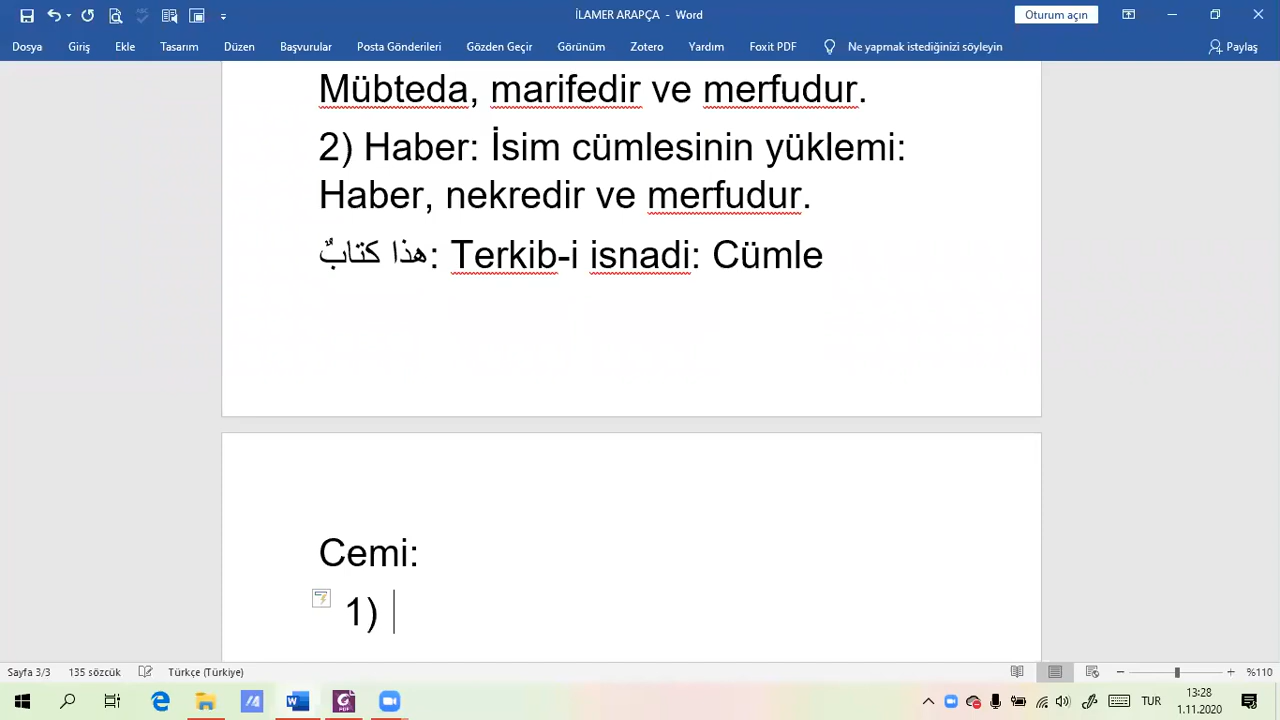 İLAMER ARAPÇA - Word
Oturum açın
Dosya Giriş Ekle Tasarım Düzen Başvurular Posta Gönderileri Gözden Geçir Görünüm Zotero Yardım Foxit PDF Ne yapmak istediğinizi söyleyin Paylaş
Mübteda, marifedir ve merfudur.
2) Haber: İsim cümlesinin yüklemi:
Haber, nekredir ve merfudur.
هذا كتابٌ: Terkib-i isnadi: Cümle
Cemi:
1)
Sayfa 3/3 135 sözcük Türkçe (Türkiye) %110
TUR 13:28
1.11.2020